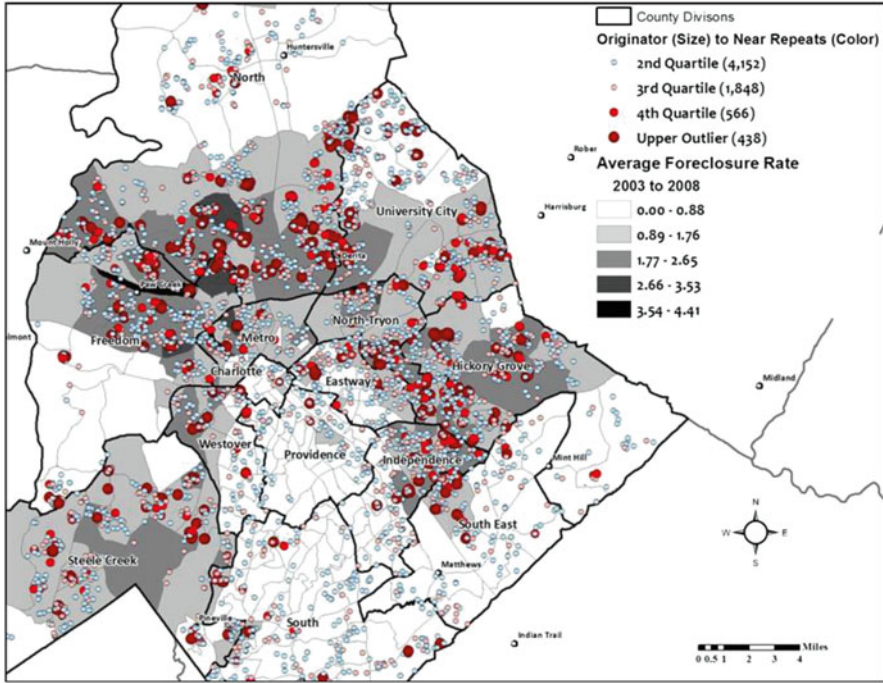 County Divisons
Originator (Size) to Near Repeats (Color)
2nd Quartile (4,152)
3rd Quartile (1,848)
4th Quartile (566)
Upper Outlier (438)
Average Foreclosure Rate
2003 to 2008
0.00 - 0.88
0.89 - 1.76
1.77 - 2.65
2.66 - 3.53
3.54 - 4.41
Huntersville
North
Rober
University City
Harrisburg
Mount Holly
Derita
Paw Creek
North Tryon
Freedom
Metro
Charlotte
Hickory Grove
Eastway
Midland
Westover
Providence
Independence
Mint Hill
South East
N
W E
S
Steele Creek
Matthews
Pineville
South
Indian Trail
0 0.5 1 2 3 4 Miles